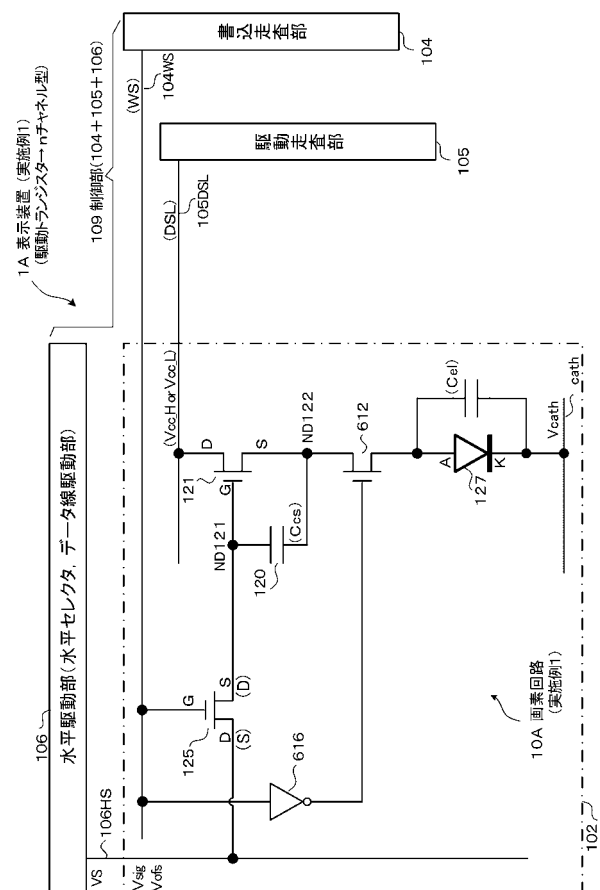 1A 表示装置(実施例1)
(駆動トランジスター→nチャネル型)
109 制御部(104+105+106)
書込走査部
104
(WS)
104WS
駆動走査部
105
(DSL)
105DSL
106
水平駆動部(水平セレクタ, データ線駆動部)
106HS
VS
Vsig
Vofs
(Vcc_HorVcc_L)
D
G
S
121
ND121
ND122
(Ccs)
120
G
D
(S)
S
(D)
125
616
612
(Cel)
A
K
127
Vcath
cath
10A 画素回路
(実施例1)
102